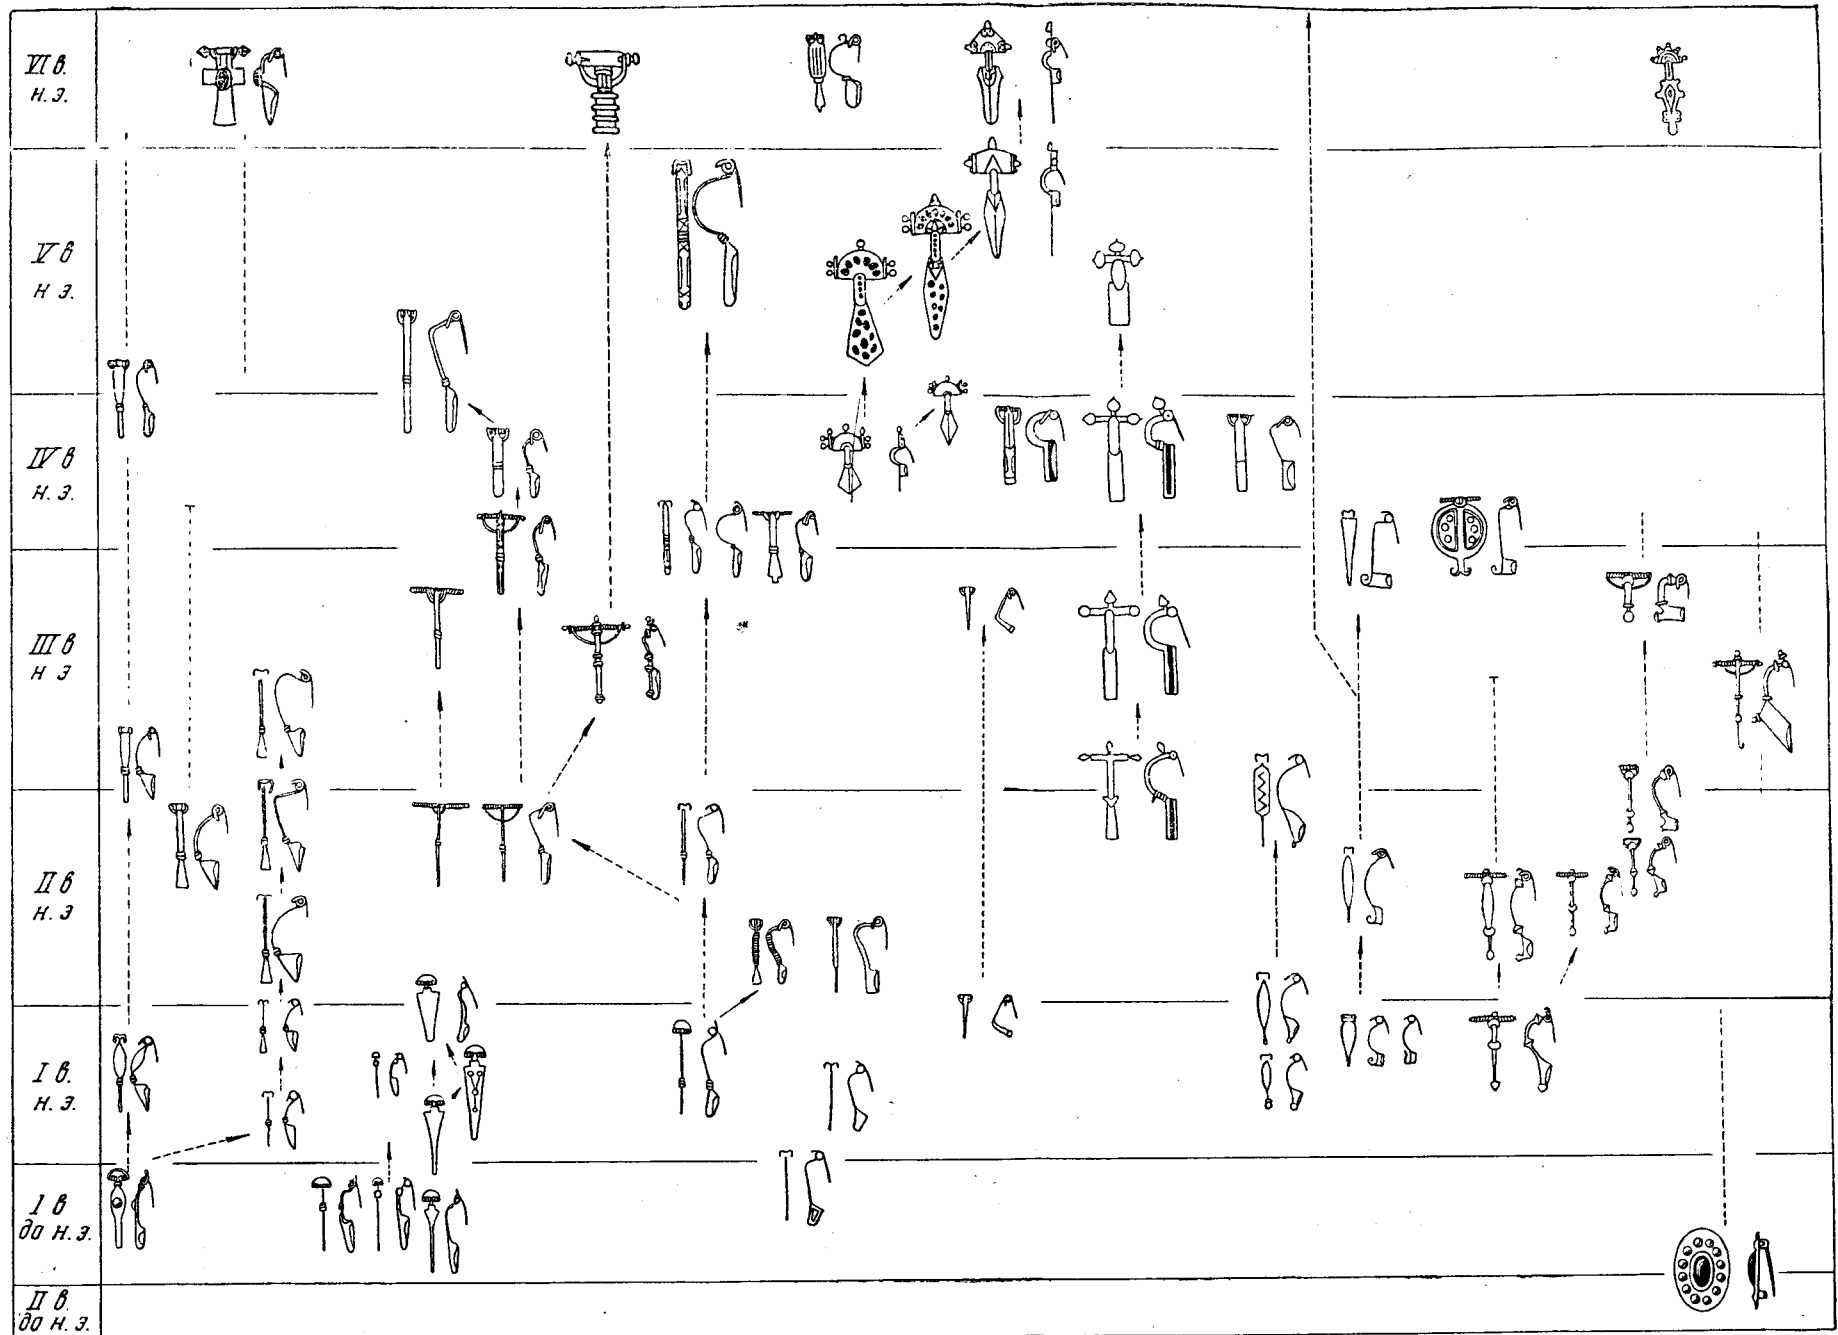 VI в.
н. э.
V в
н э.
IV в
н. э.
III в
н э
II в
н. э
I в.
н. э.
I в
до н. э.
II в.
до н. э.